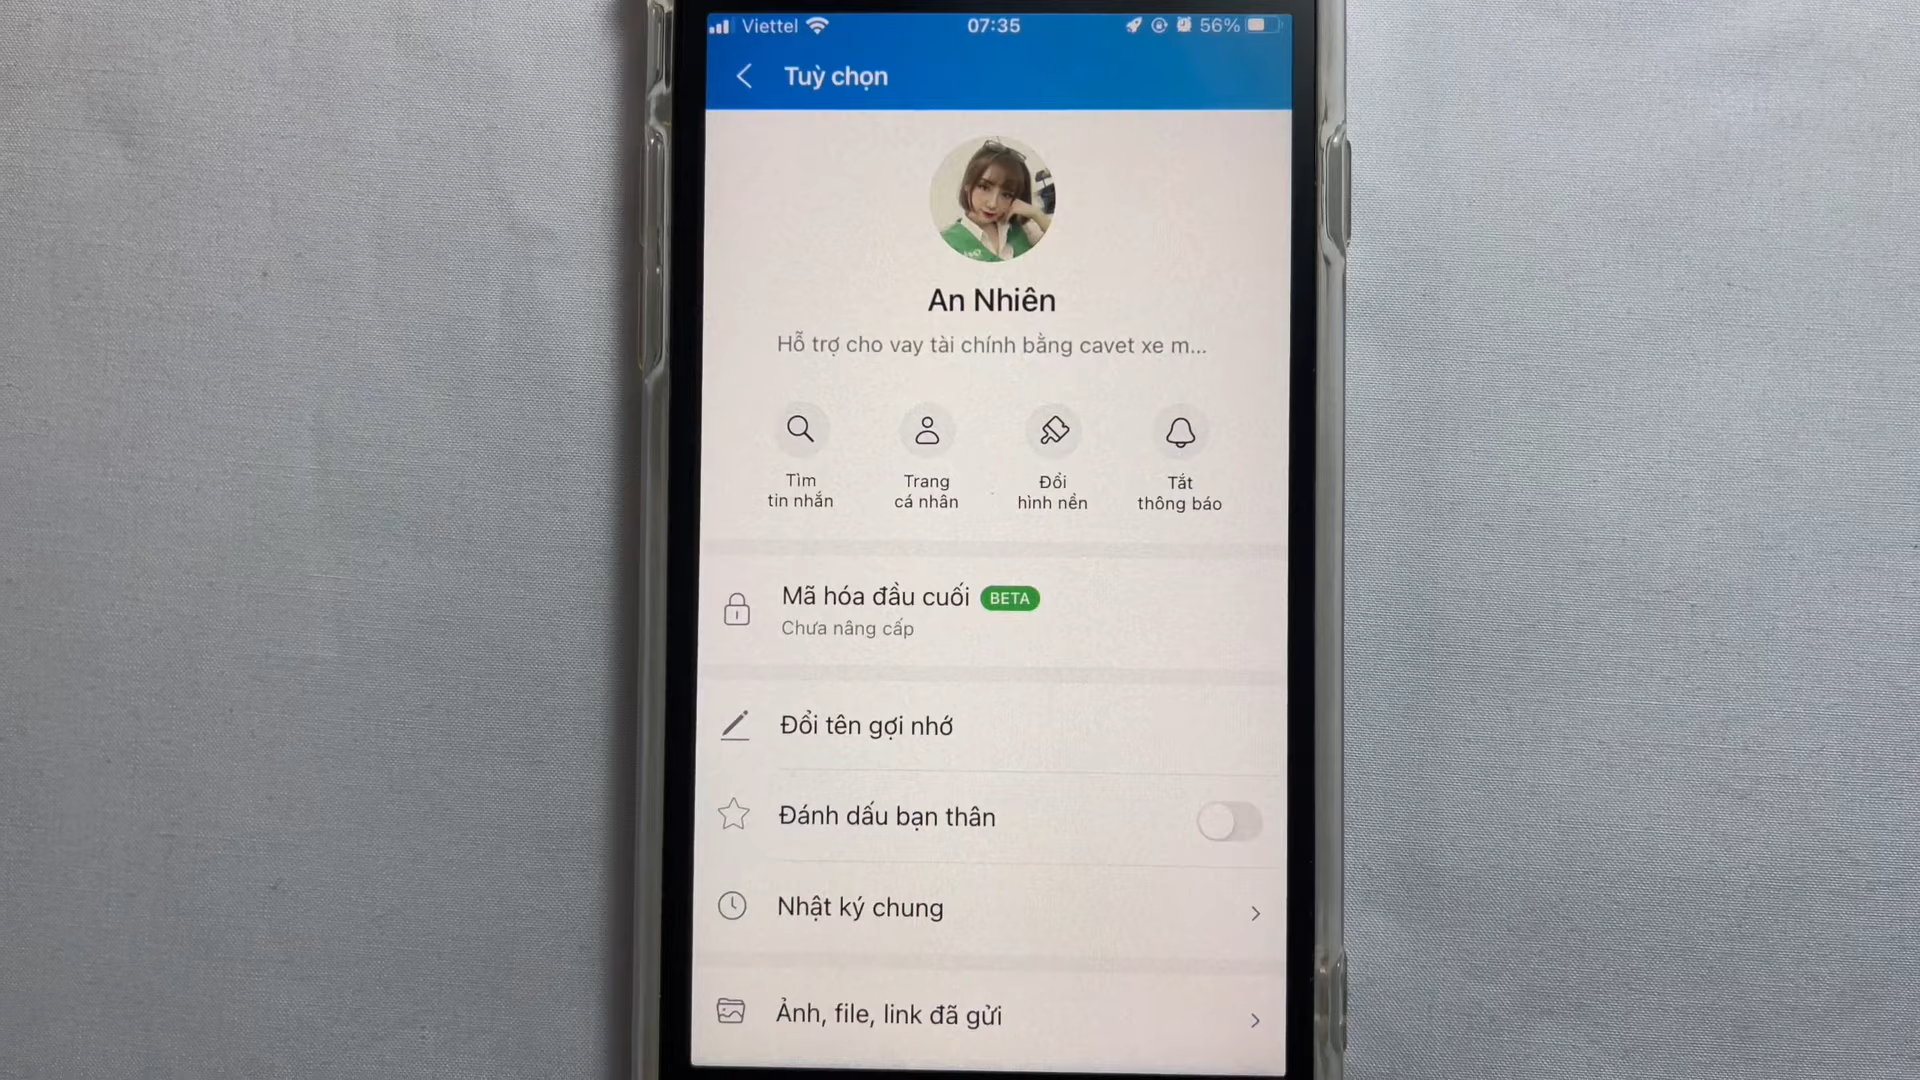 Viettel 07:35 56%
Tuỳ chọn
An Nhiên
Hỗ trợ cho vay tài chính bằng cavet xe m...
Tìm tin nhắn
Trang cá nhân
Đổi hình nền
Tắt thông báo
Mã hóa đầu cuối BETA
Chưa nâng cấp
Đổi tên gợi nhớ
Đánh dấu bạn thân
Nhật ký chung
Ảnh, file, link đã gửi